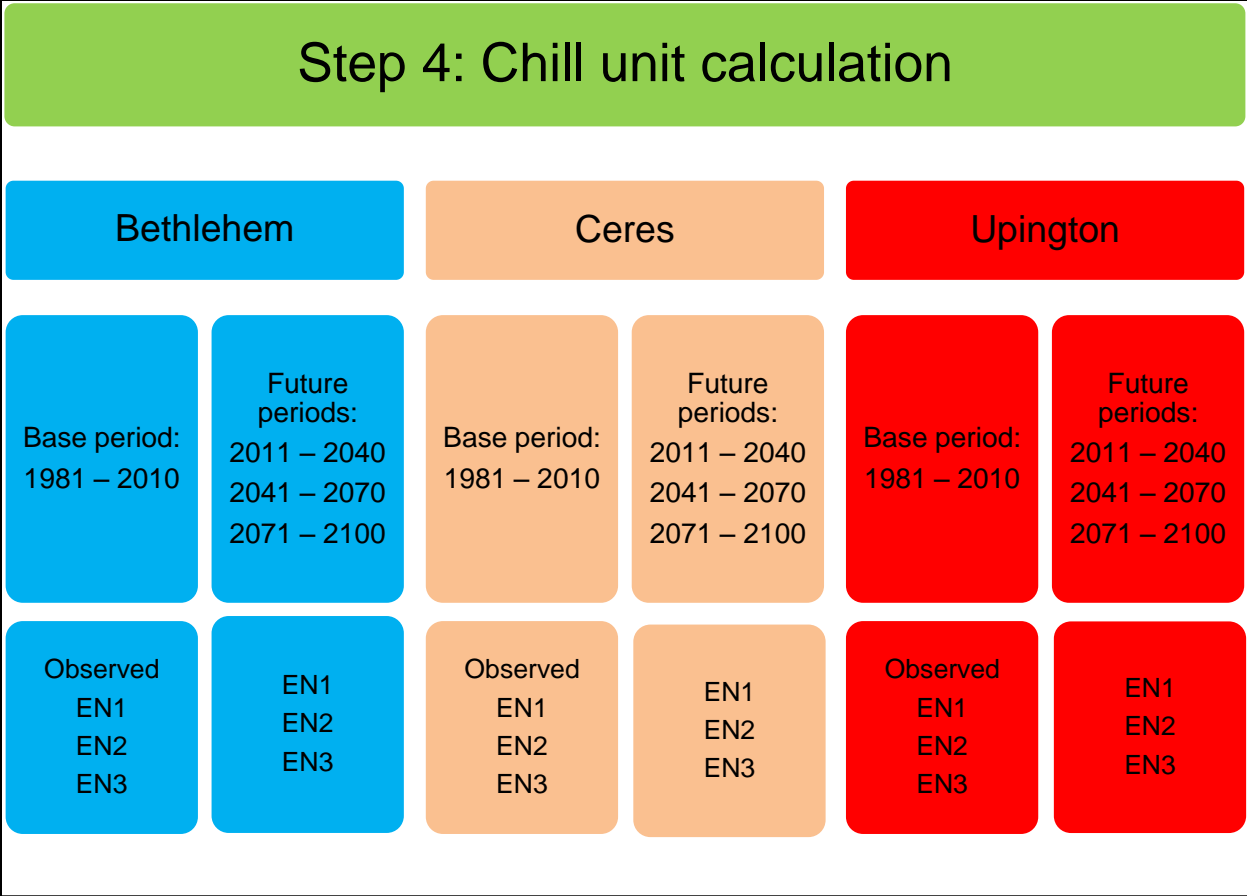 Step 4: Chill unit calculation
Bethlehem
Ceres
Upington
Base period:
1981 – 2010
Future
periods:
2011 – 2040
2041 – 2070
2071 – 2100
Base period:
1981 – 2010
Future
periods:
2011 – 2040
2041 – 2070
2071 – 2100
Base period:
1981 – 2010
Future
periods:
2011 – 2040
2041 – 2070
2071 – 2100
Observed
EN1
EN2
EN3
EN1
EN2
EN3
Observed
EN1
EN2
EN3
EN1
EN2
EN3
Observed
EN1
EN2
EN3
EN1
EN2
EN3